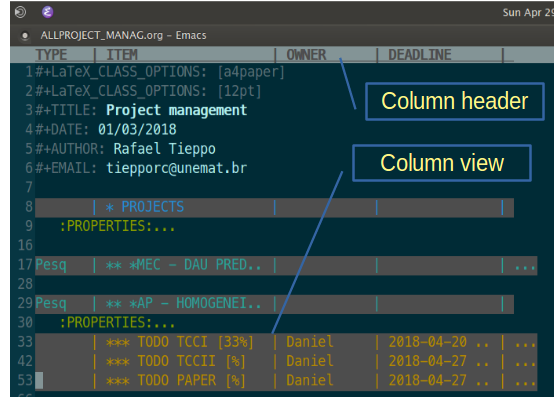 Sun Apr 29
ALLPROJECT_MANAG.org – Emacs
TYPE | ITEM | OWNER | DEADLINE |
1 #+LaTeX_CLASS_OPTIONS: [a4paper]
2 #+LaTeX_CLASS_OPTIONS: [12pt]
Column header
3 #+TITLE: Project management
4 #+DATE: 01/03/2018
5 #+AUTHOR: Rafael Tieppo
6 #+EMAIL: tiepporc@unemat.br
Column view
7
8 | * PROJECTS | | |
9 :PROPERTIES:...
16
17 Pesq | ** *MEC – DAU PRED.. | | | ...
28
29 Pesq | ** *AP – HOMOGENEI.. | | | ...
30 :PROPERTIES:...
33 | *** TODO TCCI [33%] | Daniel | 2018-04-20 .. | ...
42 | *** TODO TCCII [%] | Daniel | 2018-04-27 .. | ...
53 | *** TODO PAPER [%] | Daniel | 2018-04-27 .. | ...